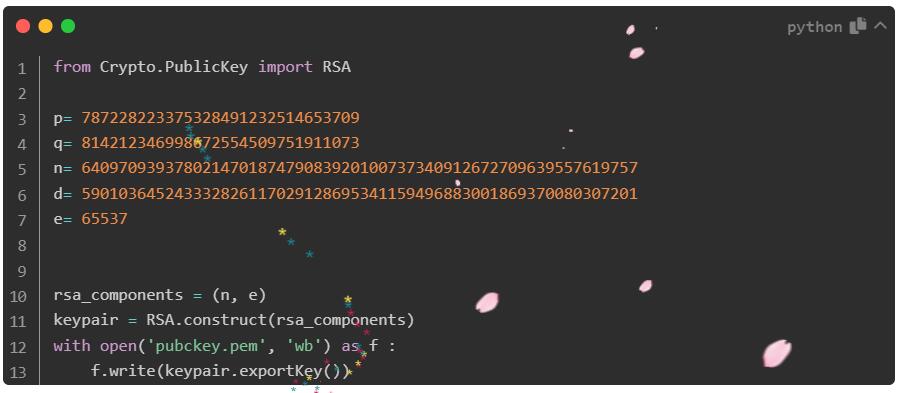 python
1 from Crypto.PublicKey import RSA
2
3 p= 787228223375328491232514653709
4 q= 814212346998672554509751911073
5 n= 640970939378021470187479083920100737340912672709639557619757
6 d= 590103645243332826117029128695341159496883001869370080307201
7 e= 65537
8
9
10 rsa_components = (n, e)
11 keypair = RSA.construct(rsa_components)
12 with open('pubckey.pem', 'wb') as f :
13     f.write(keypair.exportKey())